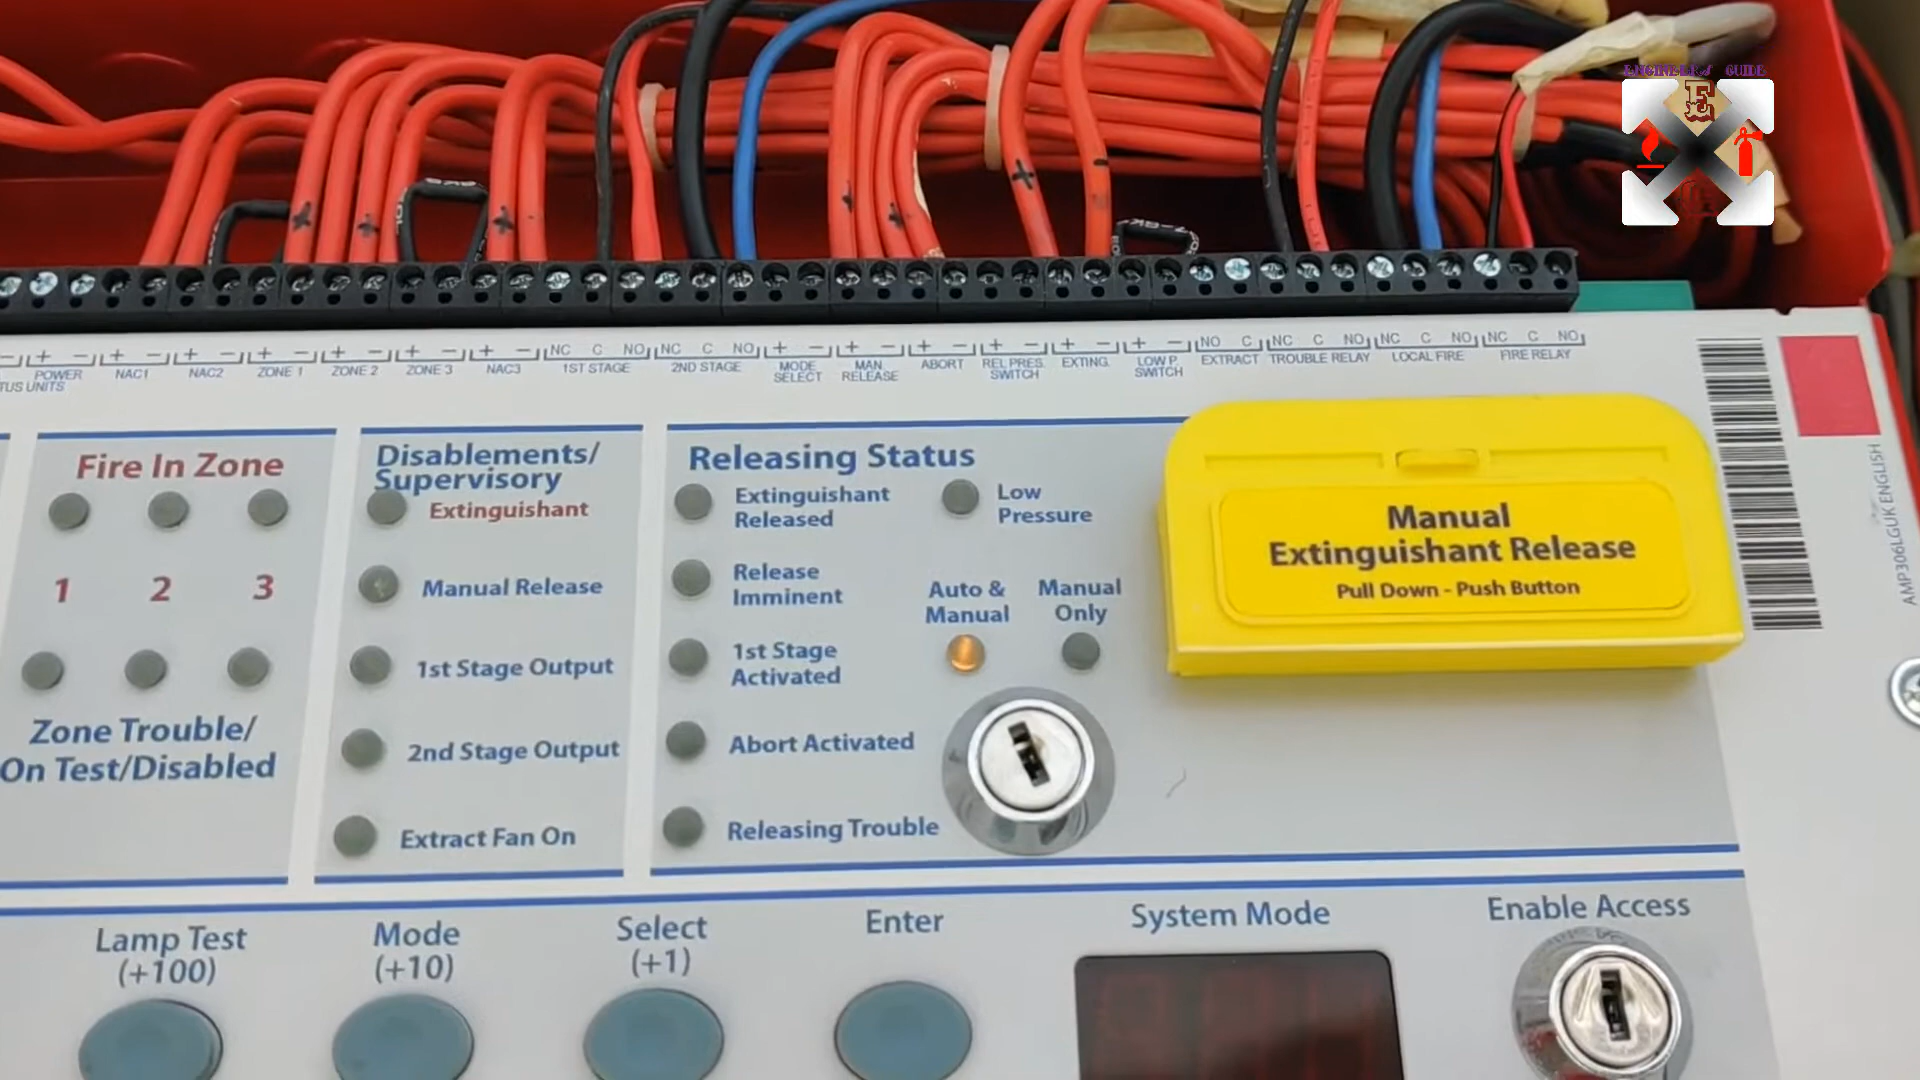 ENGINEERS GUIDE
E
G
+ − + − + − + − + − + − + − NC C NO NC C NO + − + − + − + − + − + − NO C NC C NO NC C NO NC C NO
POWER NAC1 NAC2 ZONE 1 ZONE 2 ZONE 3 NAC3 1ST STAGE 2ND STAGE MODE SELECT MAN. RELEASE ABORT REL.PRES. SWITCH EXTING. LOW P. SWITCH EXTRACT TROUBLE RELAY LOCAL FIRE FIRE RELAY
TUS UNITS
Fire In Zone
1 2 3
Zone Trouble/
On Test/Disabled
Disablements/
Supervisory
Extinguishant
Manual Release
1st Stage Output
2nd Stage Output
Extract Fan On
Releasing Status
Extinguishant
Released
Release
Imminent
1st Stage
Activated
Abort Activated
Releasing Trouble
Low
Pressure
Auto &
Manual
Manual
Only
Manual
Extinguishant Release
Pull Down - Push Button
AMP306LGUK ENGLISH
Lamp Test
(+100)
Mode
(+10)
Select
(+1)
Enter
System Mode
Enable Access